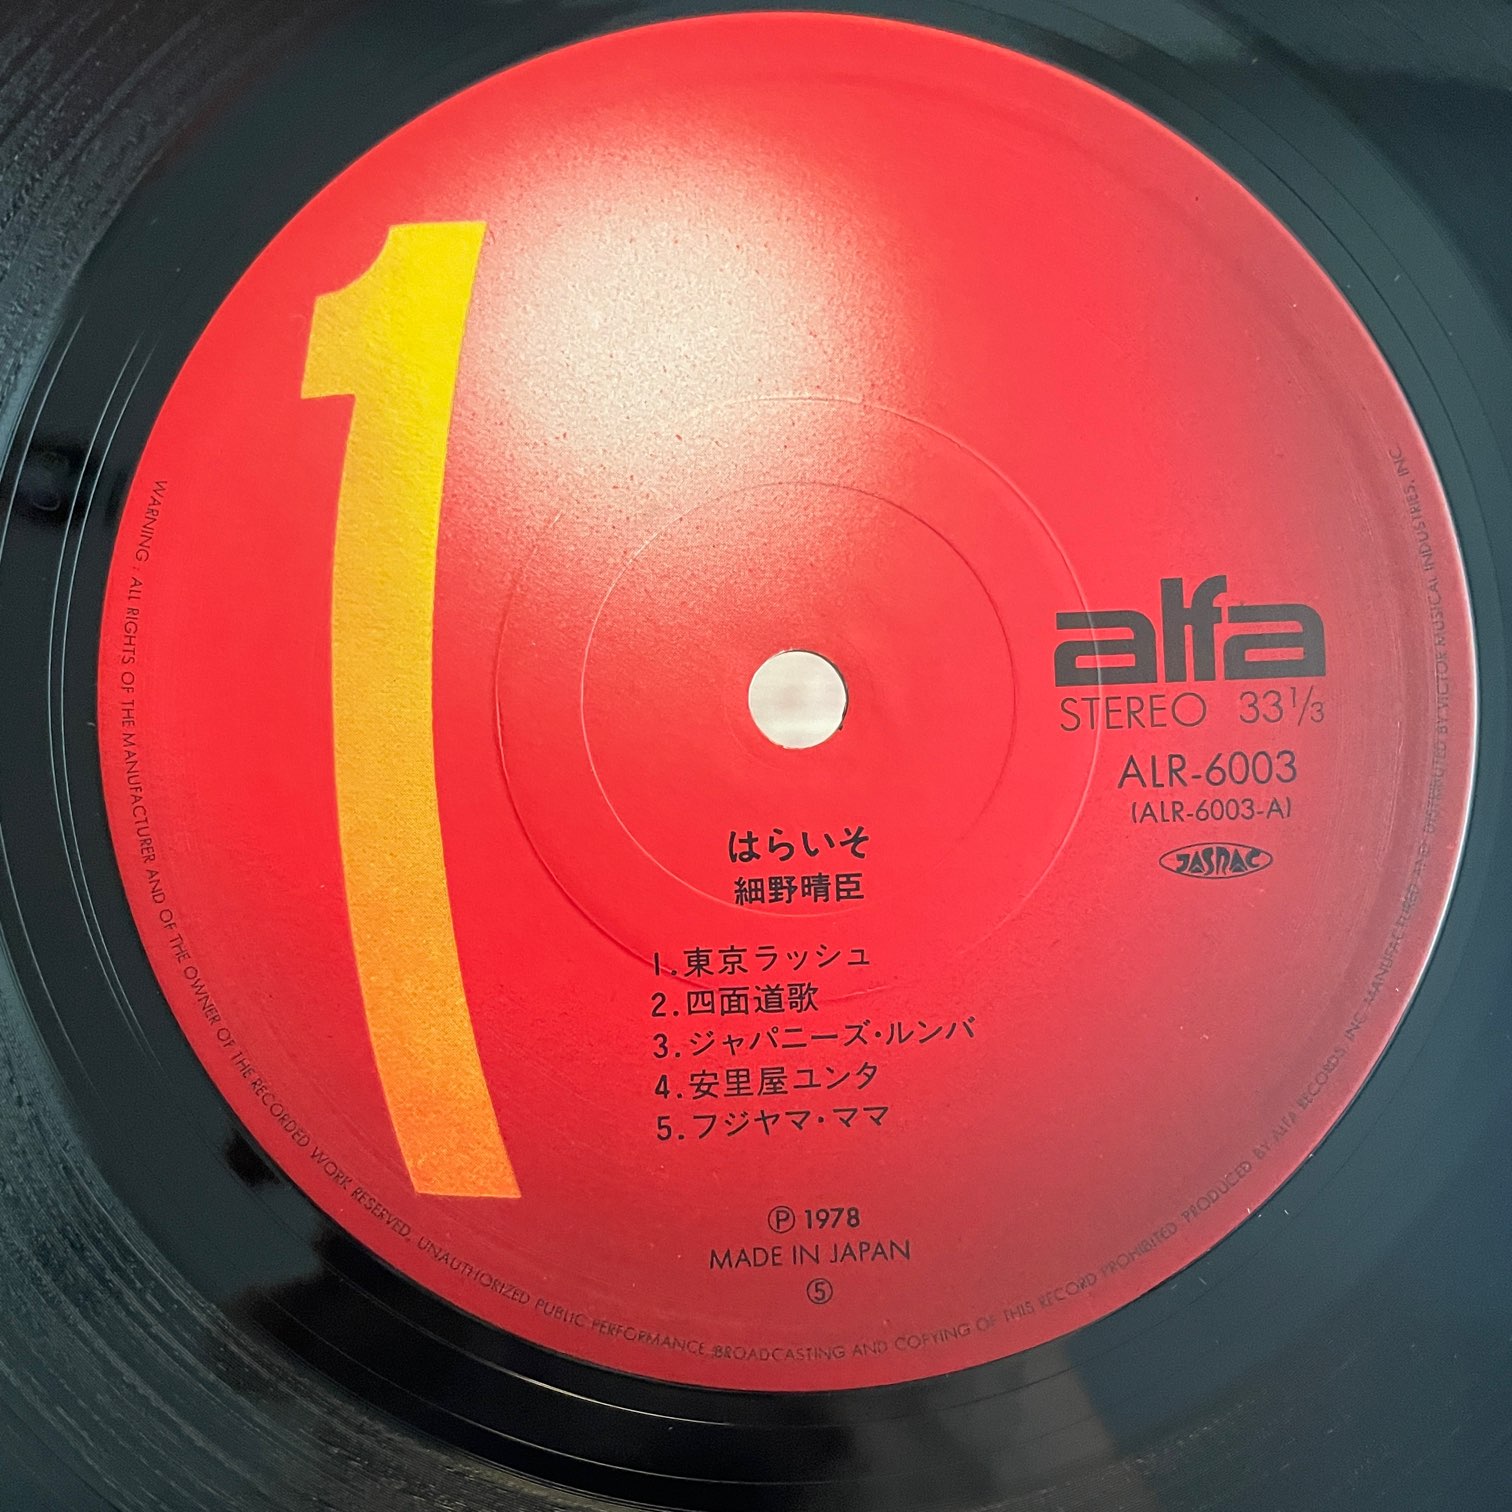 1
alfa
STEREO 33 1/3
ALR-6003
(ALR-6003-A)
JASRAC
はらいそ
細野晴臣
1.東京ラッシュ
2.四面道歌
3.ジャパニーズ・ルンバ
4.安里屋ユンタ
5.フジヤマ・ママ
Ⓟ 1978
MADE IN JAPAN
⑤
WARNING : ALL RIGHTS OF THE MANUFACTURER AND OF THE OWNER OF THE RECORDED WORK RESERVED. UNAUTHORIZED PUBLIC PERFORMANCE BROADCASTING AND COPYING OF THIS RECORD PROHIBITED PRODUCED BY ALFA RECORDS, INC MANUFACTURED AND DISTRIBUTED BY VICTOR MUSICAL INDUSTRIES, INC